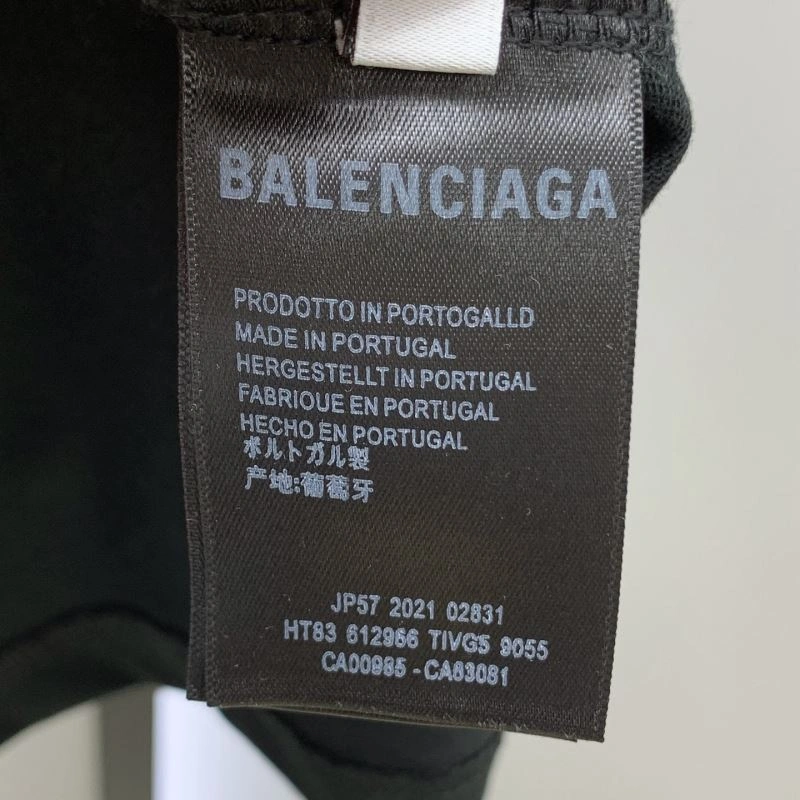 BALENCIAGA
PRODOTTO IN PORTOGALLD
MADE IN PORTUGAL
HERGESTELLT IN PORTUGAL
FABRIOUE EN PORTUGAL
HECHO EN PORTUGAL
ボルトガル製
产地:葡萄牙
JP57 2021 02831
HT83 612966 TIVG5 9055
CA00985 - CA83081